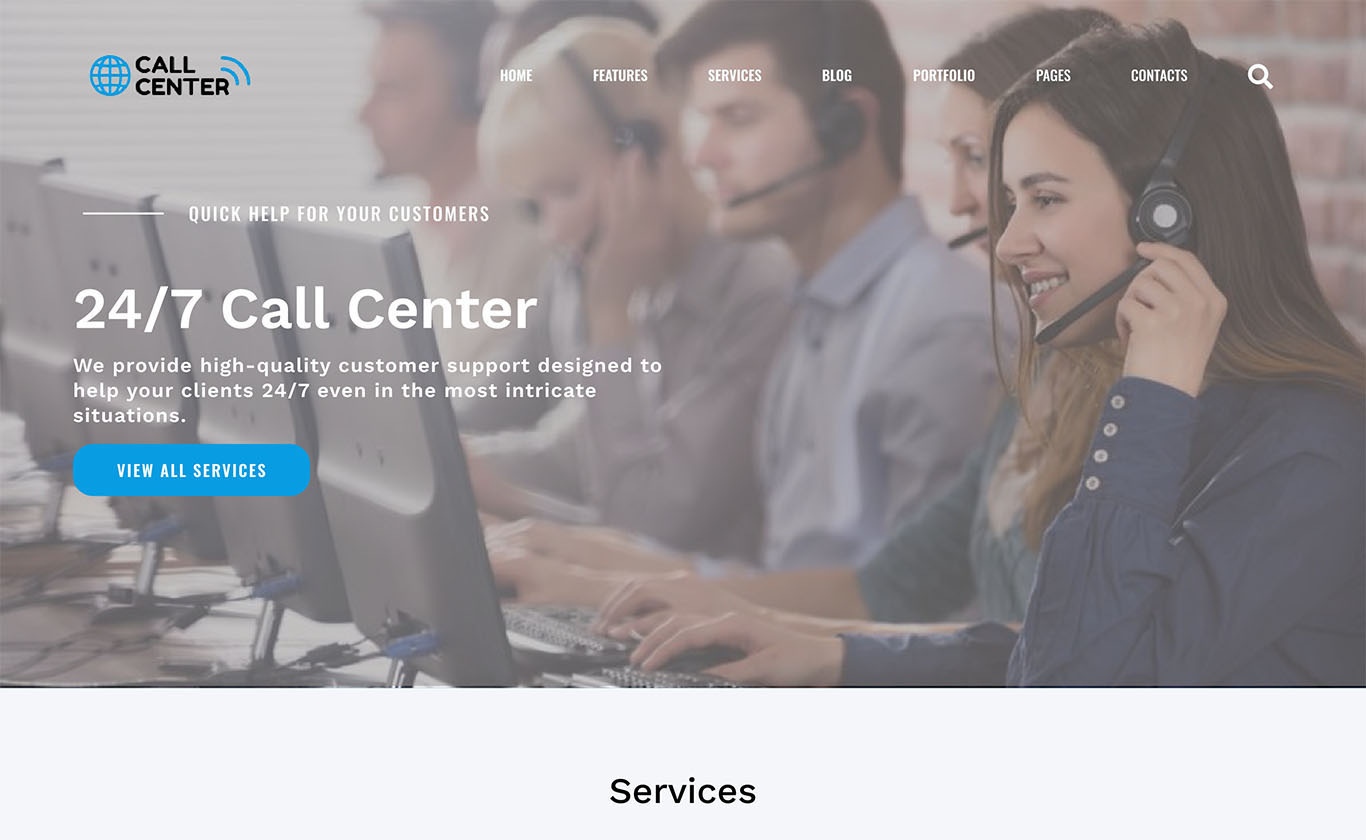 CALL
CENTER
HOME FEATURES SERVICES BLOG PORTFOLIO PAGES CONTACTS
QUICK HELP FOR YOUR CUSTOMERS
24/7 Call Center
We provide high-quality customer support designed to
help your clients 24/7 even in the most intricate
situations.
VIEW ALL SERVICES
Services